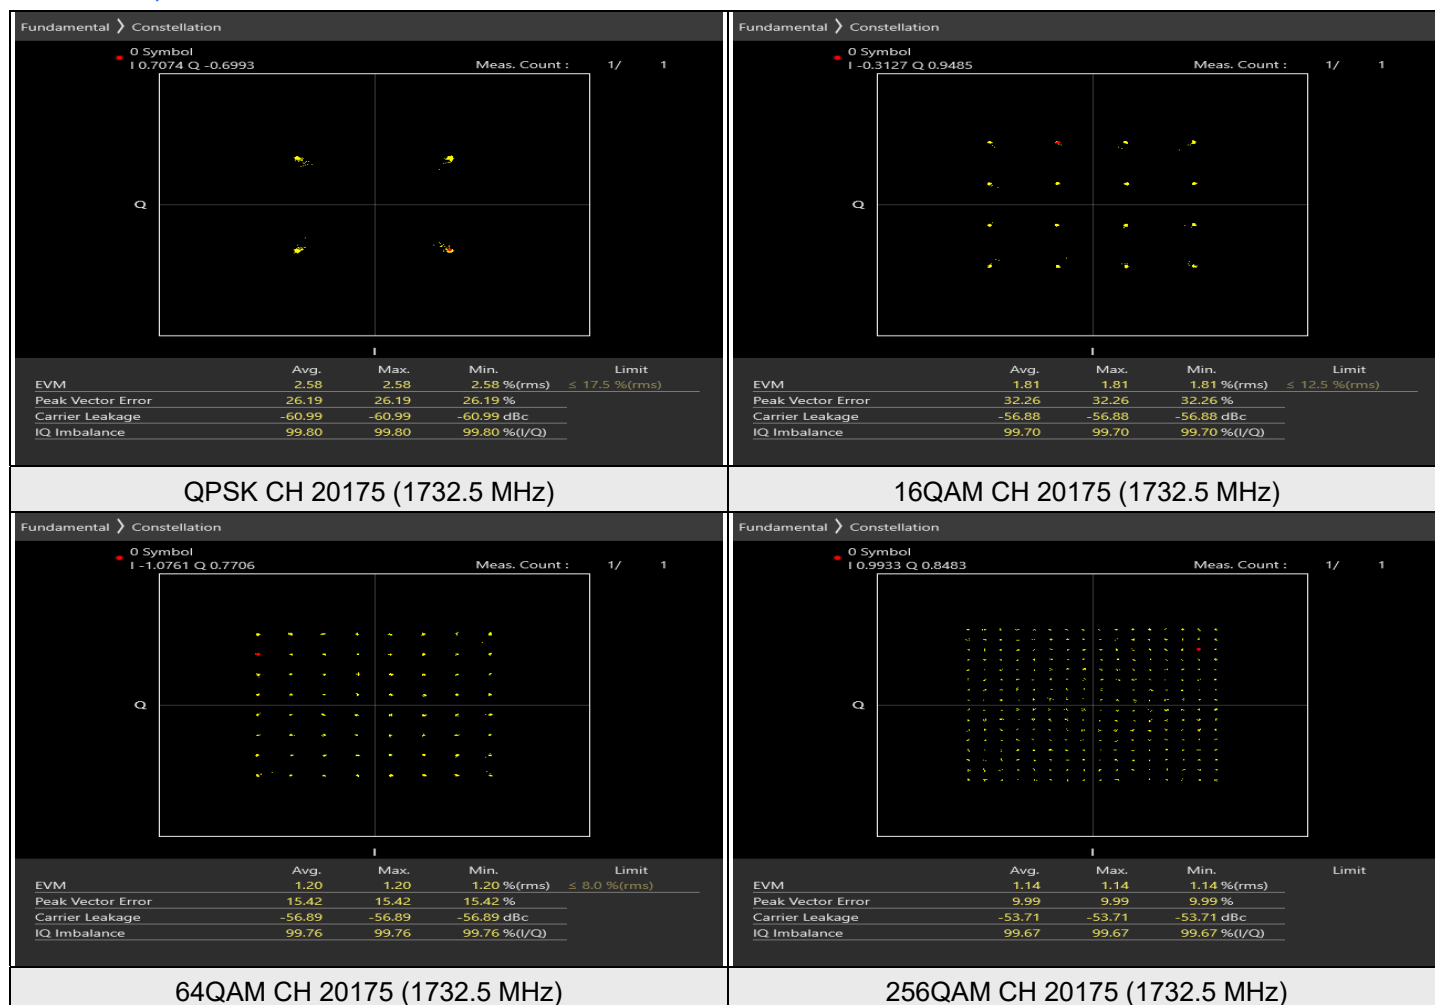 Fundamental ❯ Constellation
0 Symbol
I 0.7074 Q -0.6993
Meas. Count : 1/ 1
Q
I
Avg. Max. Min. Limit
EVM 2.58 2.58 2.58 %(rms) ≤ 17.5 %(rms)
Peak Vector Error 26.19 26.19 26.19 %
Carrier Leakage -60.99 -60.99 -60.99 dBc
IQ Imbalance 99.80 99.80 99.80 %(I/Q)
QPSK CH 20175 (1732.5 MHz)
Fundamental ❯ Constellation
0 Symbol
I -0.3127 Q 0.9485
Meas. Count : 1/ 1
Q
I
Avg. Max. Min. Limit
EVM 1.81 1.81 1.81 %(rms) ≤ 12.5 %(rms)
Peak Vector Error 32.26 32.26 32.26 %
Carrier Leakage -56.88 -56.88 -56.88 dBc
IQ Imbalance 99.70 99.70 99.70 %(I/Q)
16QAM CH 20175 (1732.5 MHz)
Fundamental ❯ Constellation
0 Symbol
I -1.0761 Q 0.7706
Meas. Count : 1/ 1
Q
I
Avg. Max. Min. Limit
EVM 1.20 1.20 1.20 %(rms) ≤ 8.0 %(rms)
Peak Vector Error 15.42 15.42 15.42 %
Carrier Leakage -56.89 -56.89 -56.89 dBc
IQ Imbalance 99.76 99.76 99.76 %(I/Q)
64QAM CH 20175 (1732.5 MHz)
Fundamental ❯ Constellation
0 Symbol
I 0.9933 Q 0.8483
Meas. Count : 1/ 1
Q
I
Avg. Max. Min. Limit
EVM 1.14 1.14 1.14 %(rms)
Peak Vector Error 9.99 9.99 9.99 %
Carrier Leakage -53.71 -53.71 -53.71 dBc
IQ Imbalance 99.67 99.67 99.67 %(I/Q)
256QAM CH 20175 (1732.5 MHz)